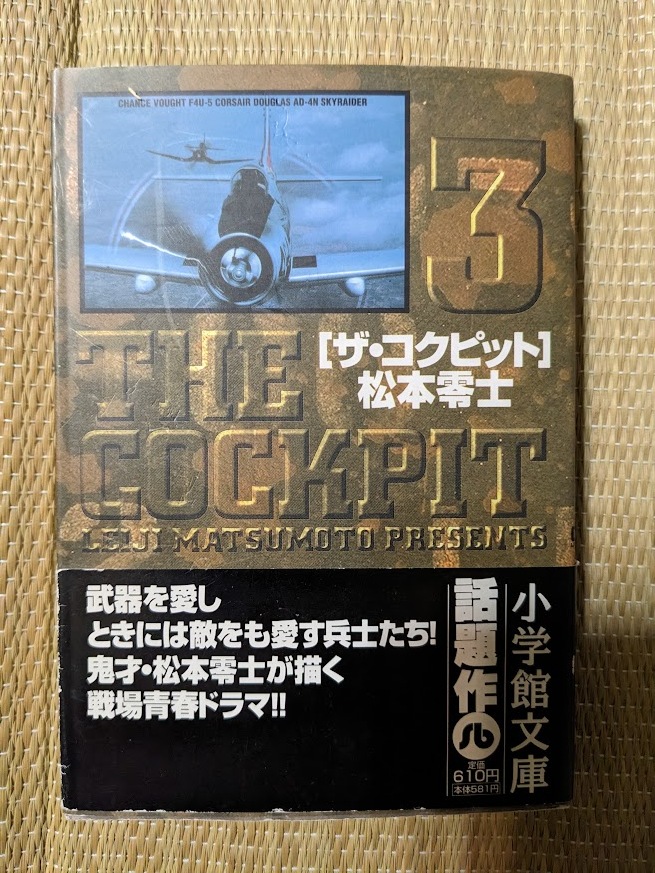 CHANCE VOUGHT F4U-5 CORSAIR DOUGLAS AD-4N SKYRAIDER
3
THE
[ザ・コクピット]
松本零士
COCKPIT
LEIJI MATSUMOTO PRESENTS
武器を愛し
ときには敵をも愛す兵士たち!
鬼才・松本零士が描く
戦場青春ドラマ!!
話題作
定価
610円
本体581円
小学館文庫